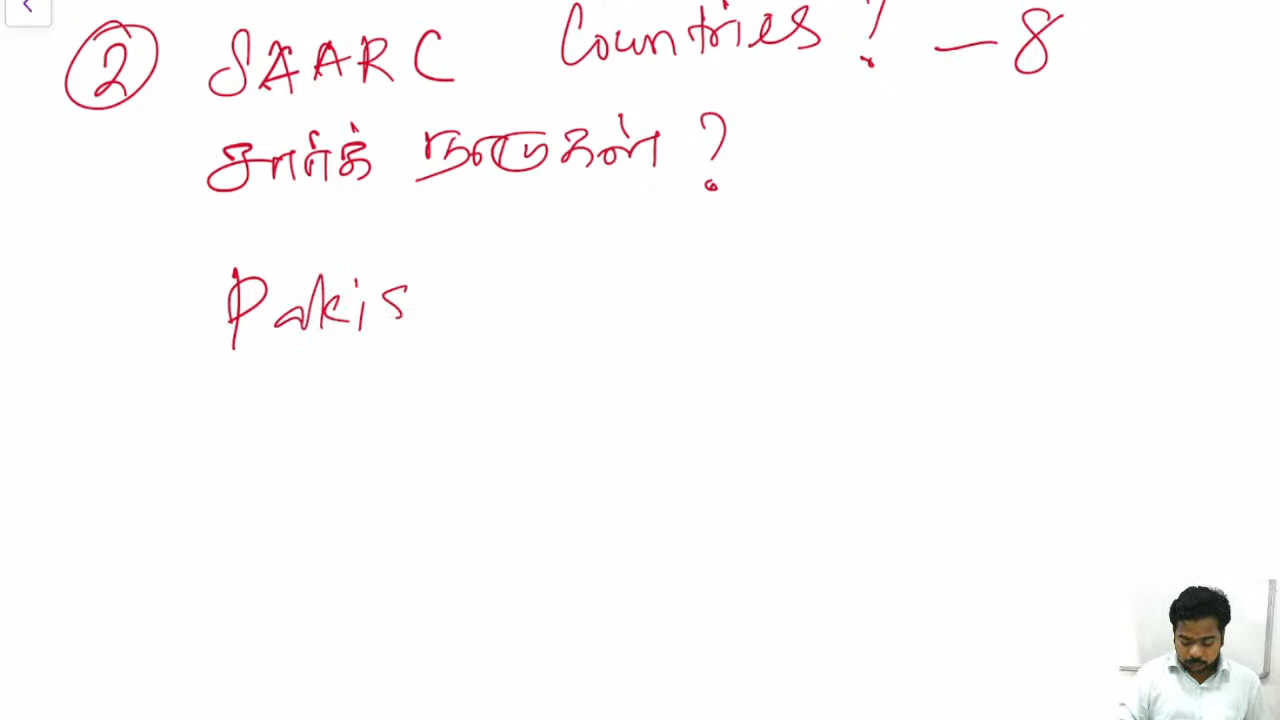 ② SAARC Countries? – 8
சார்க் நாடுகள் ?
Pakis